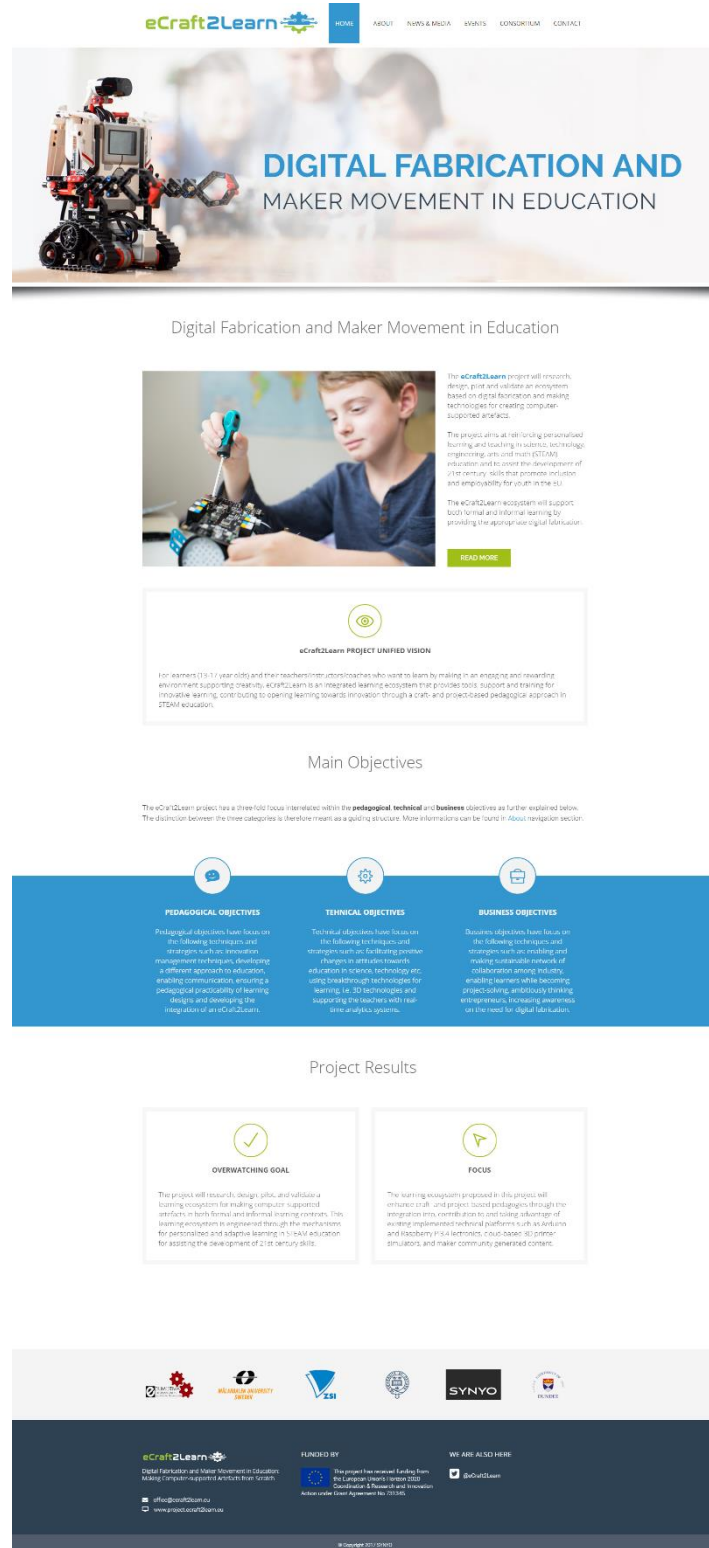 eCraft2Learn
HOME ABOUT NEWS & MEDIA EVENTS CONSORTIUM CONTACT
DIGITAL FABRICATION AND
MAKER MOVEMENT IN EDUCATION
Digital Fabrication and Maker Movement in Education
The eCraft2Learn project will research,
design, pilot and validate an ecosystem
based on digital fabrication and making
technologies for creating computer-
supported artefacts.
The project aims at reinforcing personalised
learning and teaching in science, technology,
engineering, arts and math (STEAM)
education and to assist the development of
21st century skills that promote inclusion
and employability for youth in the EU.
The eCraft2Learn ecosystem will support
both formal and informal learning by
providing the appropriate digital fabrication
READ MORE
eCraft2Learn PROJECT UNIFIED VISION
For learners (13-17 year olds) and their teachers/instructors/coaches who want to learn by making in an engaging and rewarding
environment supporting creativity, eCraft2Learn is an integrated learning ecosystem that provides tools, support and training for
innovative learning, contributing to opening learning towards innovation through a craft- and project-based pedagogical approach in
STEAM education.
Main Objectives
The eCraft2Learn project has a three-fold focus interrelated within the pedagogical, technical and business objectives as further explained below.
The distinction between the three categories is therefore meant as a guiding structure. More informations can be found in About navigation section.
PEDAGOGICAL OBJECTIVES
Pedagogical objectives have focus on
the following techniques and
strategies such as: innovation
management techniques, developing
a different approach to education,
enabling communication, ensuring a
pedagogical practicability of learning
designs and developing the
integration of an eCraft2Learn.
TEHNICAL OBJECTIVES
Technical objectives have focus on
the following techniques and
strategies such as: facilitating positive
changes in attitudes towards
education in science, technology etc,
using breakthrough technologies for
learning, i.e. 3D technologies and
supporting the teachers with real-
time analytics systems.
BUSINESS OBJECTIVES
Bussines objectives have focus on
the following techniques and
strategies such as: enabling and
making sustainable network of
collaboration among industry,
enabling learners while becoming
project-solving, ambitiously thinking
entrepreneurs, increasing awareness
on the need for digital fabrication.
Project Results
OVERWATCHING GOAL
The project will research, design, pilot, and validate a
learning ecosystem for making computer supported
artefacts in both formal and informal learning contexts. This
learning ecosystem is engineered through the mechanisms
for personalized and adaptive learning in STEAM education
for assisting the development of 21st century skills.
FOCUS
The learning ecosystem proposed in this project will
enhance craft- and project-based pedagogies through the
integration into, contribution to and taking advantage of
existing implemented technical platforms such as Arduino
and Raspberry Pi3.4 lectronics, cloud-based 3D printer
simulators, and maker community generated content.
MÄLARDALEN UNIVERSITY
SWEDEN
ZSI
SYNYO
DUNDEE
eCraft2Learn
Digital Fabrication and Maker Movement in Education:
Making Computer-supported Artefacts from Scratch
office@ecraft2learn.eu
www.project.ecraft2learn.eu
FUNDED BY
This project has received funding from
the European Union's Horizon 2020
Coordination & Research and Innovation
Action under Grant Agreement No 731345.
WE ARE ALSO HERE
@eCraft2Learn
© Copyright 2017 SYNYO